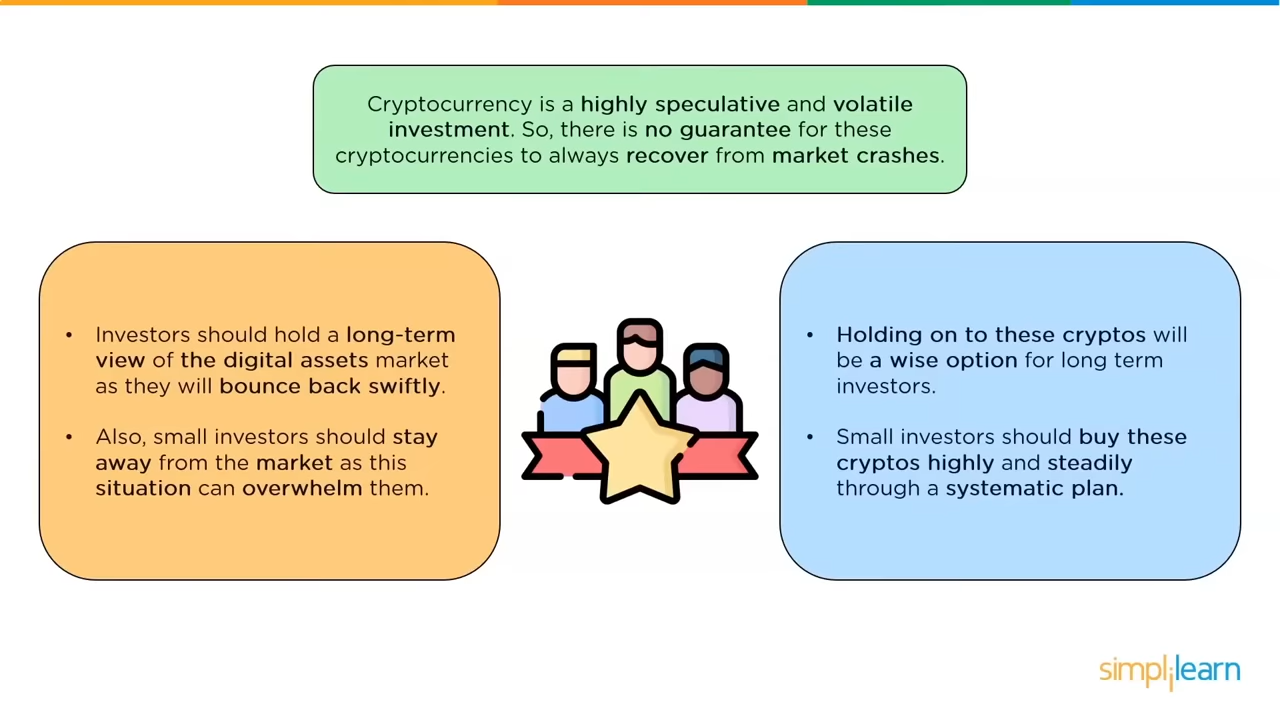 Cryptocurrency is a highly speculative and volatile
investment. So, there is no guarantee for these
cryptocurrencies to always recover from market crashes.
• Investors should hold a long-term
view of the digital assets market
as they will bounce back swiftly.
• Also, small investors should stay
away from the market as this
situation can overwhelm them.
• Holding on to these cryptos will
be a wise option for long term
investors.
• Small investors should buy these
cryptos highly and steadily
through a systematic plan.
simplilearn